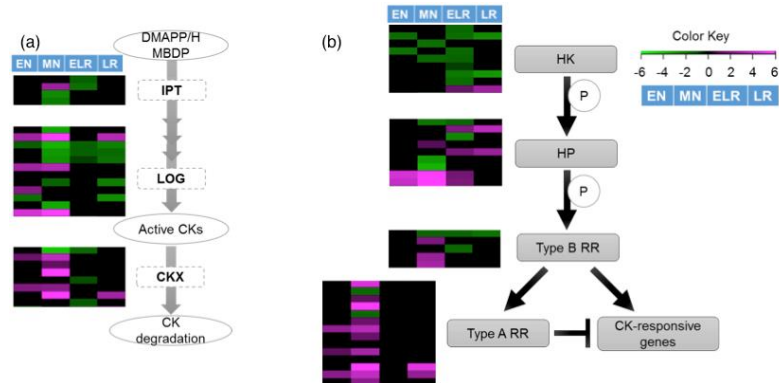 (a)
DMAPP/H
MBDP
EN MN ELR LR
IPT
LOG
Active CKs
CKX
CK
degradation
(b)
EN MN ELR LR
HK
P
HP
P
Type B RR
Type A RR
CK-responsive
genes
Color Key
-6 -4 -2 0 2 4 6
EN MN ELR LR